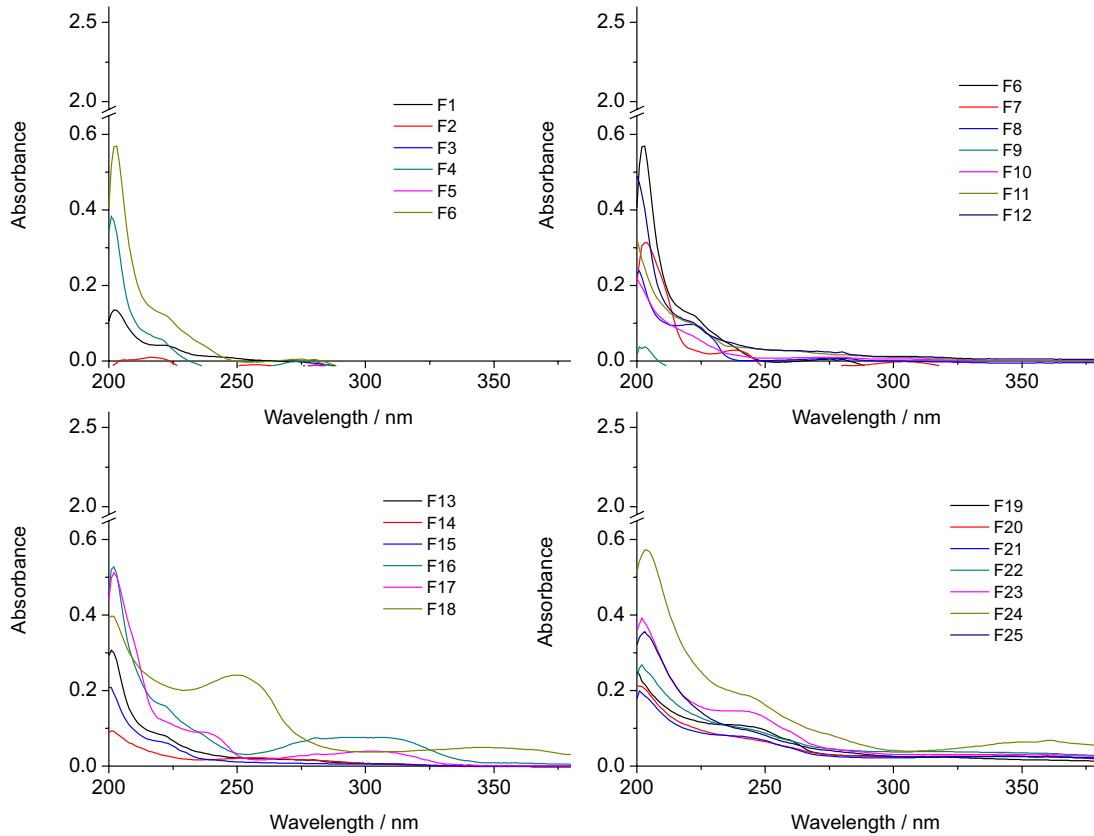 2.5
2.0
0.6
0.4
0.2
0.0
200
250
300
350
Absorbance
Wavelength / nm
F1
F2
F3
F4
F5
F6
2.5
2.0
0.6
0.4
0.2
0.0
200
250
300
350
Absorbance
Wavelength / nm
F6
F7
F8
F9
F10
F11
F12
2.5
2.0
0.6
0.4
0.2
0.0
200
250
300
350
Absorbance
Wavelength / nm
F13
F14
F15
F16
F17
F18
2.5
2.0
0.6
0.4
0.2
0.0
200
250
300
350
Absorbance
Wavelength / nm
F19
F20
F21
F22
F23
F24
F25